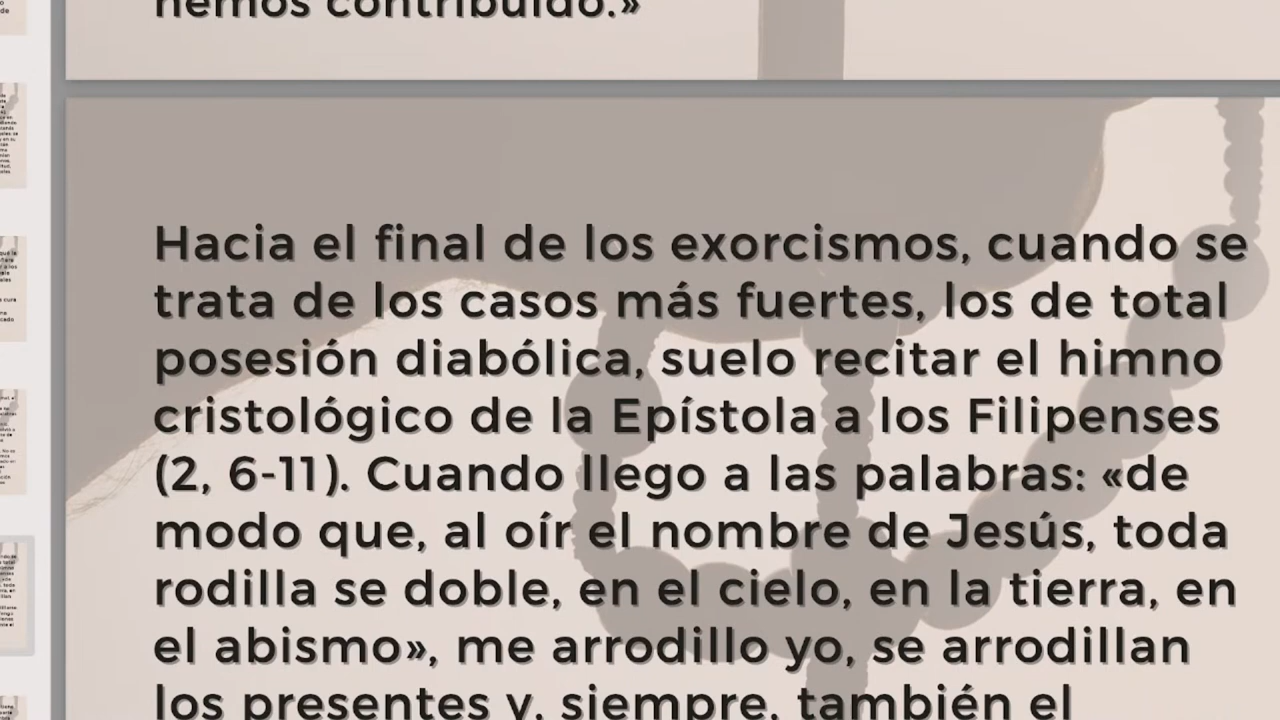 hemos contribuido.»
Hacia el final de los exorcismos, cuando se
trata de los casos más fuertes, los de total
posesión diabólica, suelo recitar el himno
cristológico de la Epístola a los Filipenses
(2, 6-11). Cuando llego a las palabras: «de
modo que, al oír el nombre de Jesús, toda
rodilla se doble, en el cielo, en la tierra, en
el abismo», me arrodillo yo, se arrodillan
los presentes y, siempre, también el